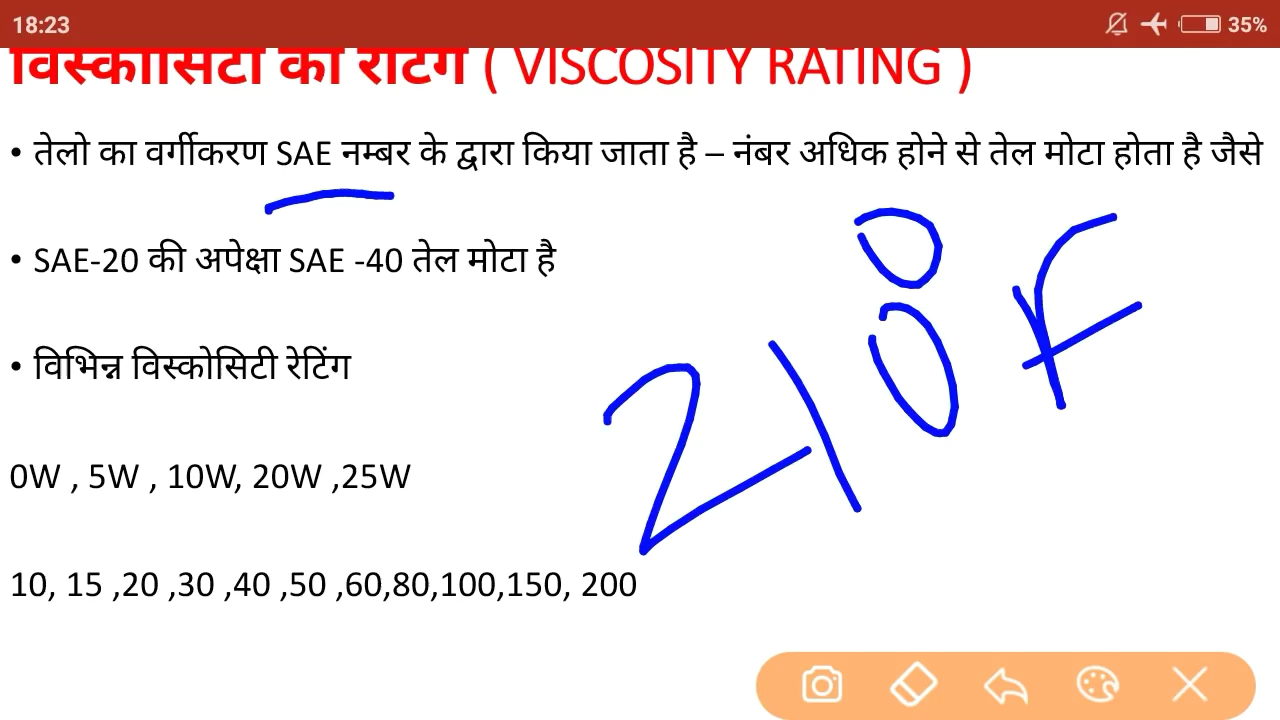 18:23 35%
विस्कोसिटी की रेटिंग ( VISCOSITY RATING )
• तेलो का वर्गीकरण SAE नम्बर के द्वारा किया जाता है – नंबर अधिक होने से तेल मोटा होता है जैसे
• SAE-20 की अपेक्षा SAE -40 तेल मोटा है
• विभिन्न विस्कोसिटी रेटिंग
210°F
0W , 5W , 10W, 20W ,25W
10, 15 ,20 ,30 ,40 ,50 ,60,80,100,150, 200